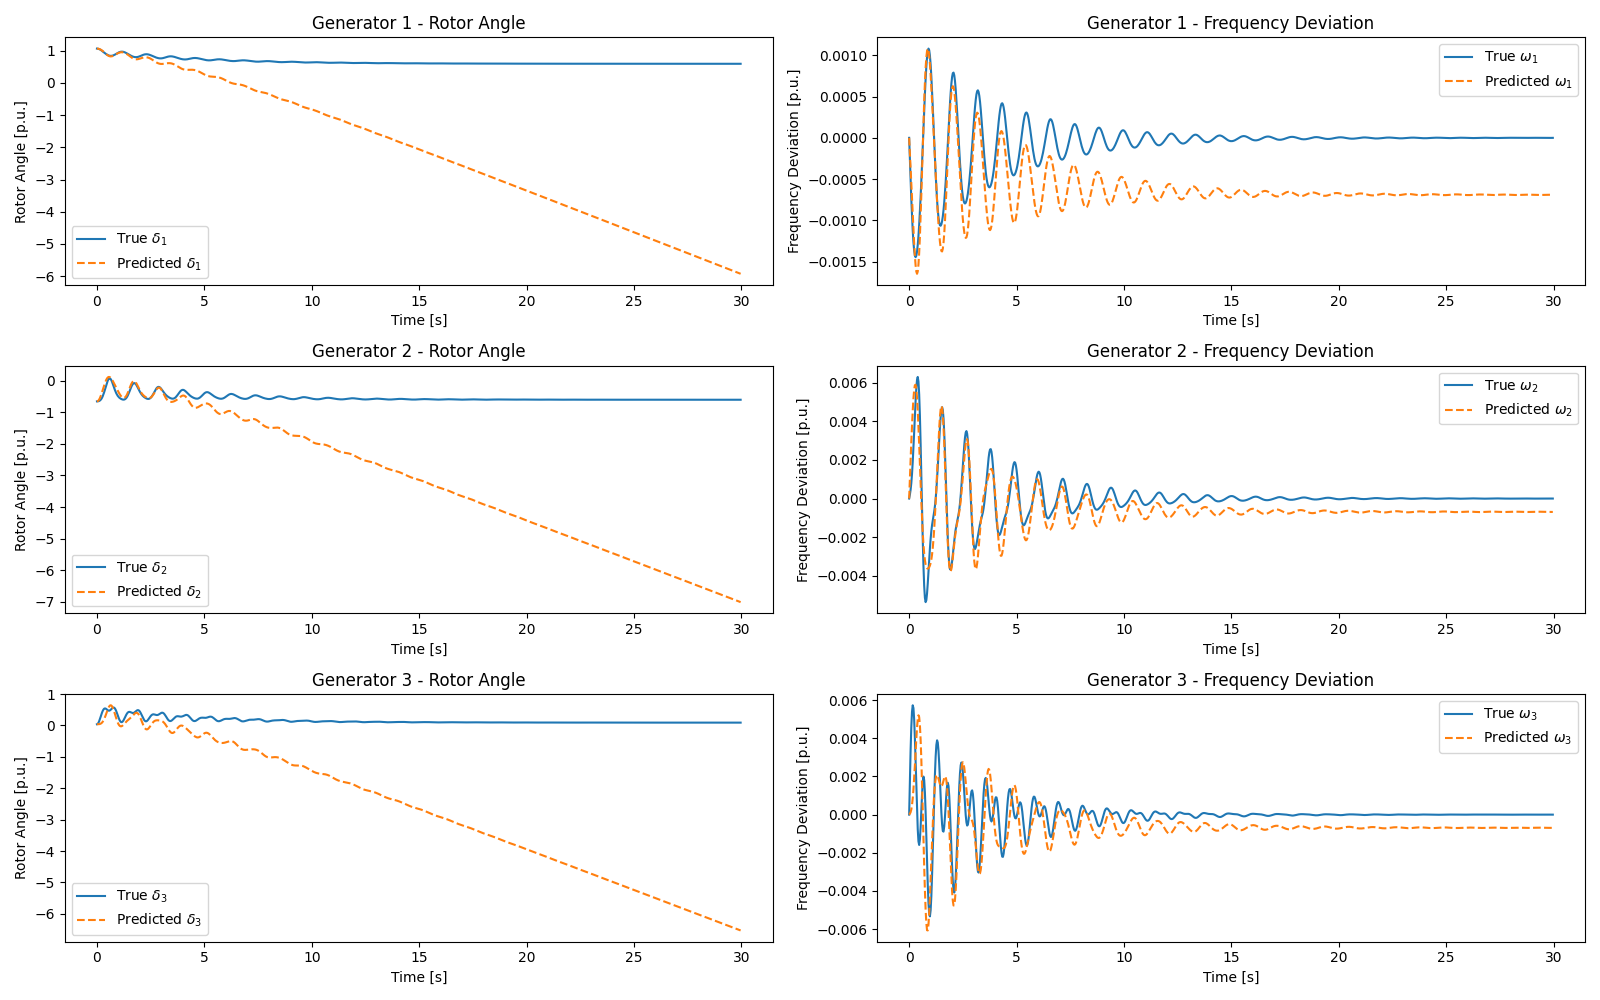 Generator 1 - Rotor Angle
Rotor Angle [p.u.]
1
0
−1
−2
−3
−4
−5
−6
True δ1
Predicted δ1
0 5 10 15 20 25 30
Time [s]
Generator 1 - Frequency Deviation
Frequency Deviation [p.u.]
0.0010
0.0005
0.0000
−0.0005
−0.0010
−0.0015
True ω1
Predicted ω1
0 5 10 15 20 25 30
Time [s]
Generator 2 - Rotor Angle
Rotor Angle [p.u.]
0
−1
−2
−3
−4
−5
−6
−7
True δ2
Predicted δ2
0 5 10 15 20 25 30
Time [s]
Generator 2 - Frequency Deviation
Frequency Deviation [p.u.]
0.006
0.004
0.002
0.000
−0.002
−0.004
True ω2
Predicted ω2
0 5 10 15 20 25 30
Time [s]
Generator 3 - Rotor Angle
Rotor Angle [p.u.]
1
0
−1
−2
−3
−4
−5
−6
True δ3
Predicted δ3
0 5 10 15 20 25 30
Time [s]
Generator 3 - Frequency Deviation
Frequency Deviation [p.u.]
0.006
0.004
0.002
0.000
−0.002
−0.004
−0.006
True ω3
Predicted ω3
0 5 10 15 20 25 30
Time [s]